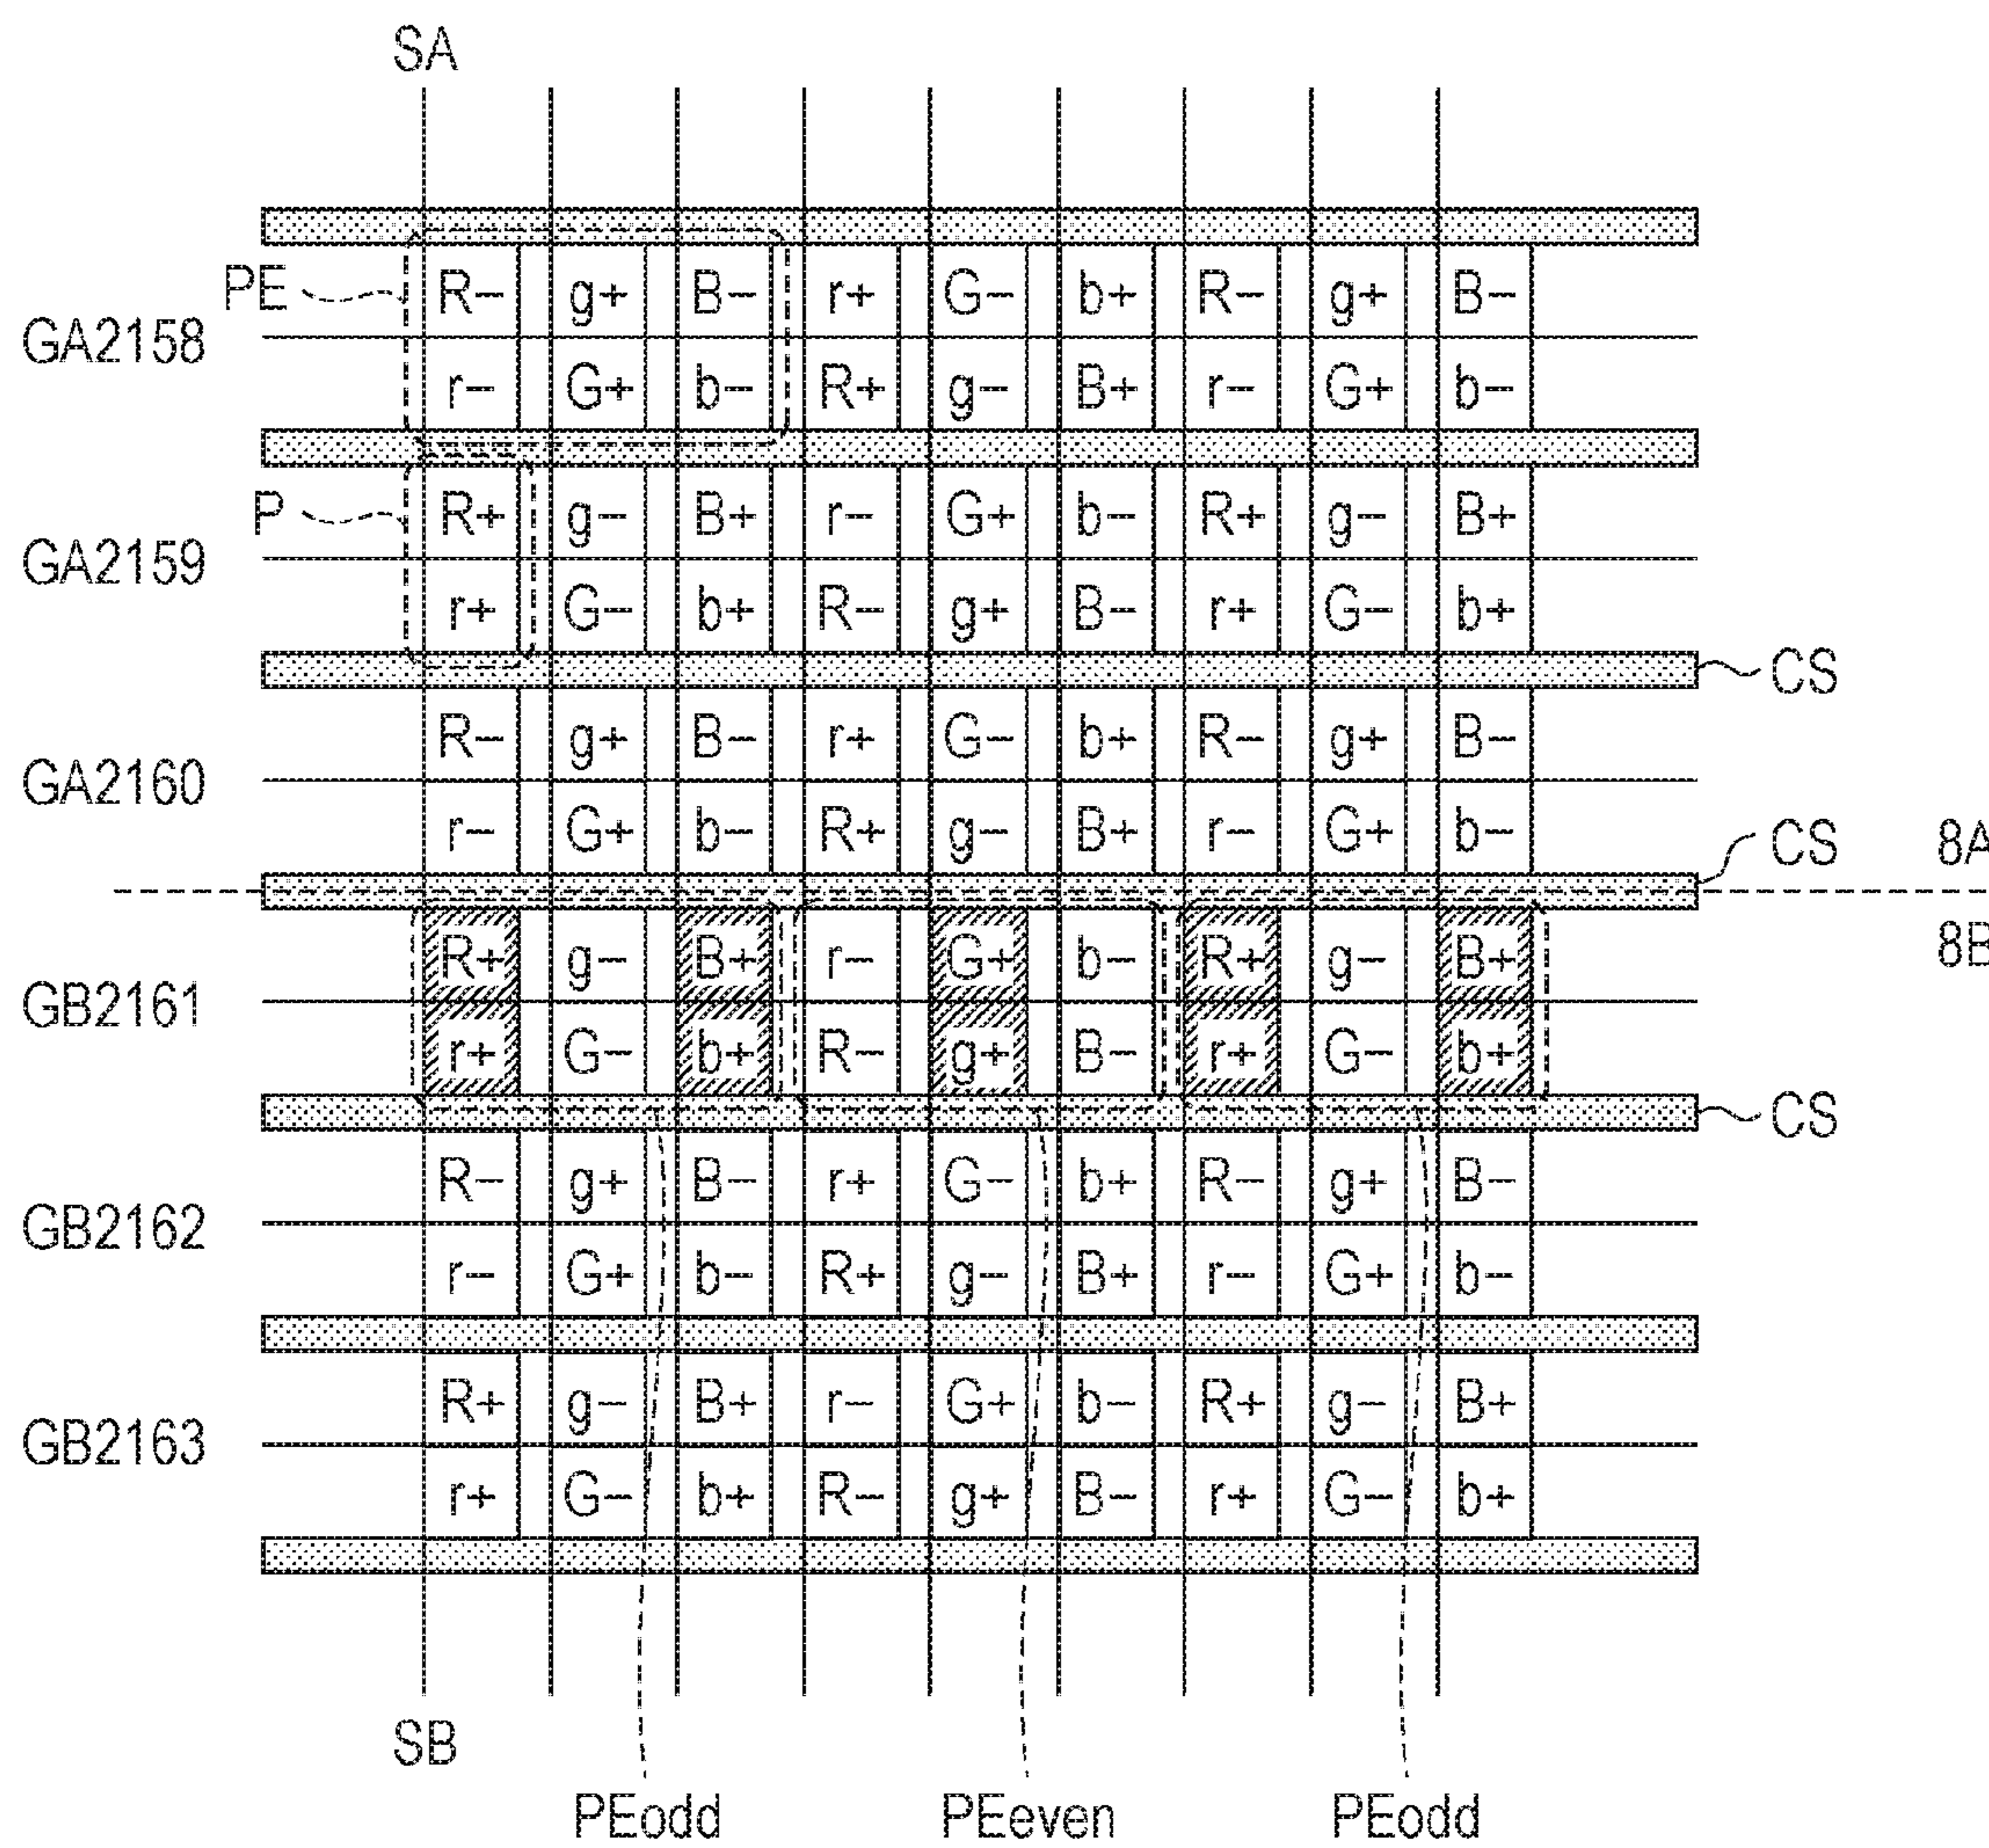 SA
PE
R- g+ B- r+ G- b+ R- g+ B-
GA2158
r- G+ b- R+ g- B+ r- G+ b-
P
R+ g- B+ r- G+ b- R+ g- B+
GA2159
r+ G- b+ R- g+ B- r+ G- b+
CS
R- g+ B- r+ G- b+ R- g+ B-
GA2160
r- G+ b- R+ g- B+ r- G+ b-
CS
8A
8B
R+ g- B+ r- G+ b- R+ g- B+
GB2161
r+ G- b+ R- g+ B- r+ G- b+
CS
R- g+ B- r+ G- b+ R- g+ B-
GB2162
r- G+ b- R+ g- B+ r- G+ b-
R+ g- B+ r- G+ b- R+ g- B+
GB2163
r+ G- b+ R- g+ B- r+ G- b+
SB
PEodd PEeven PEodd